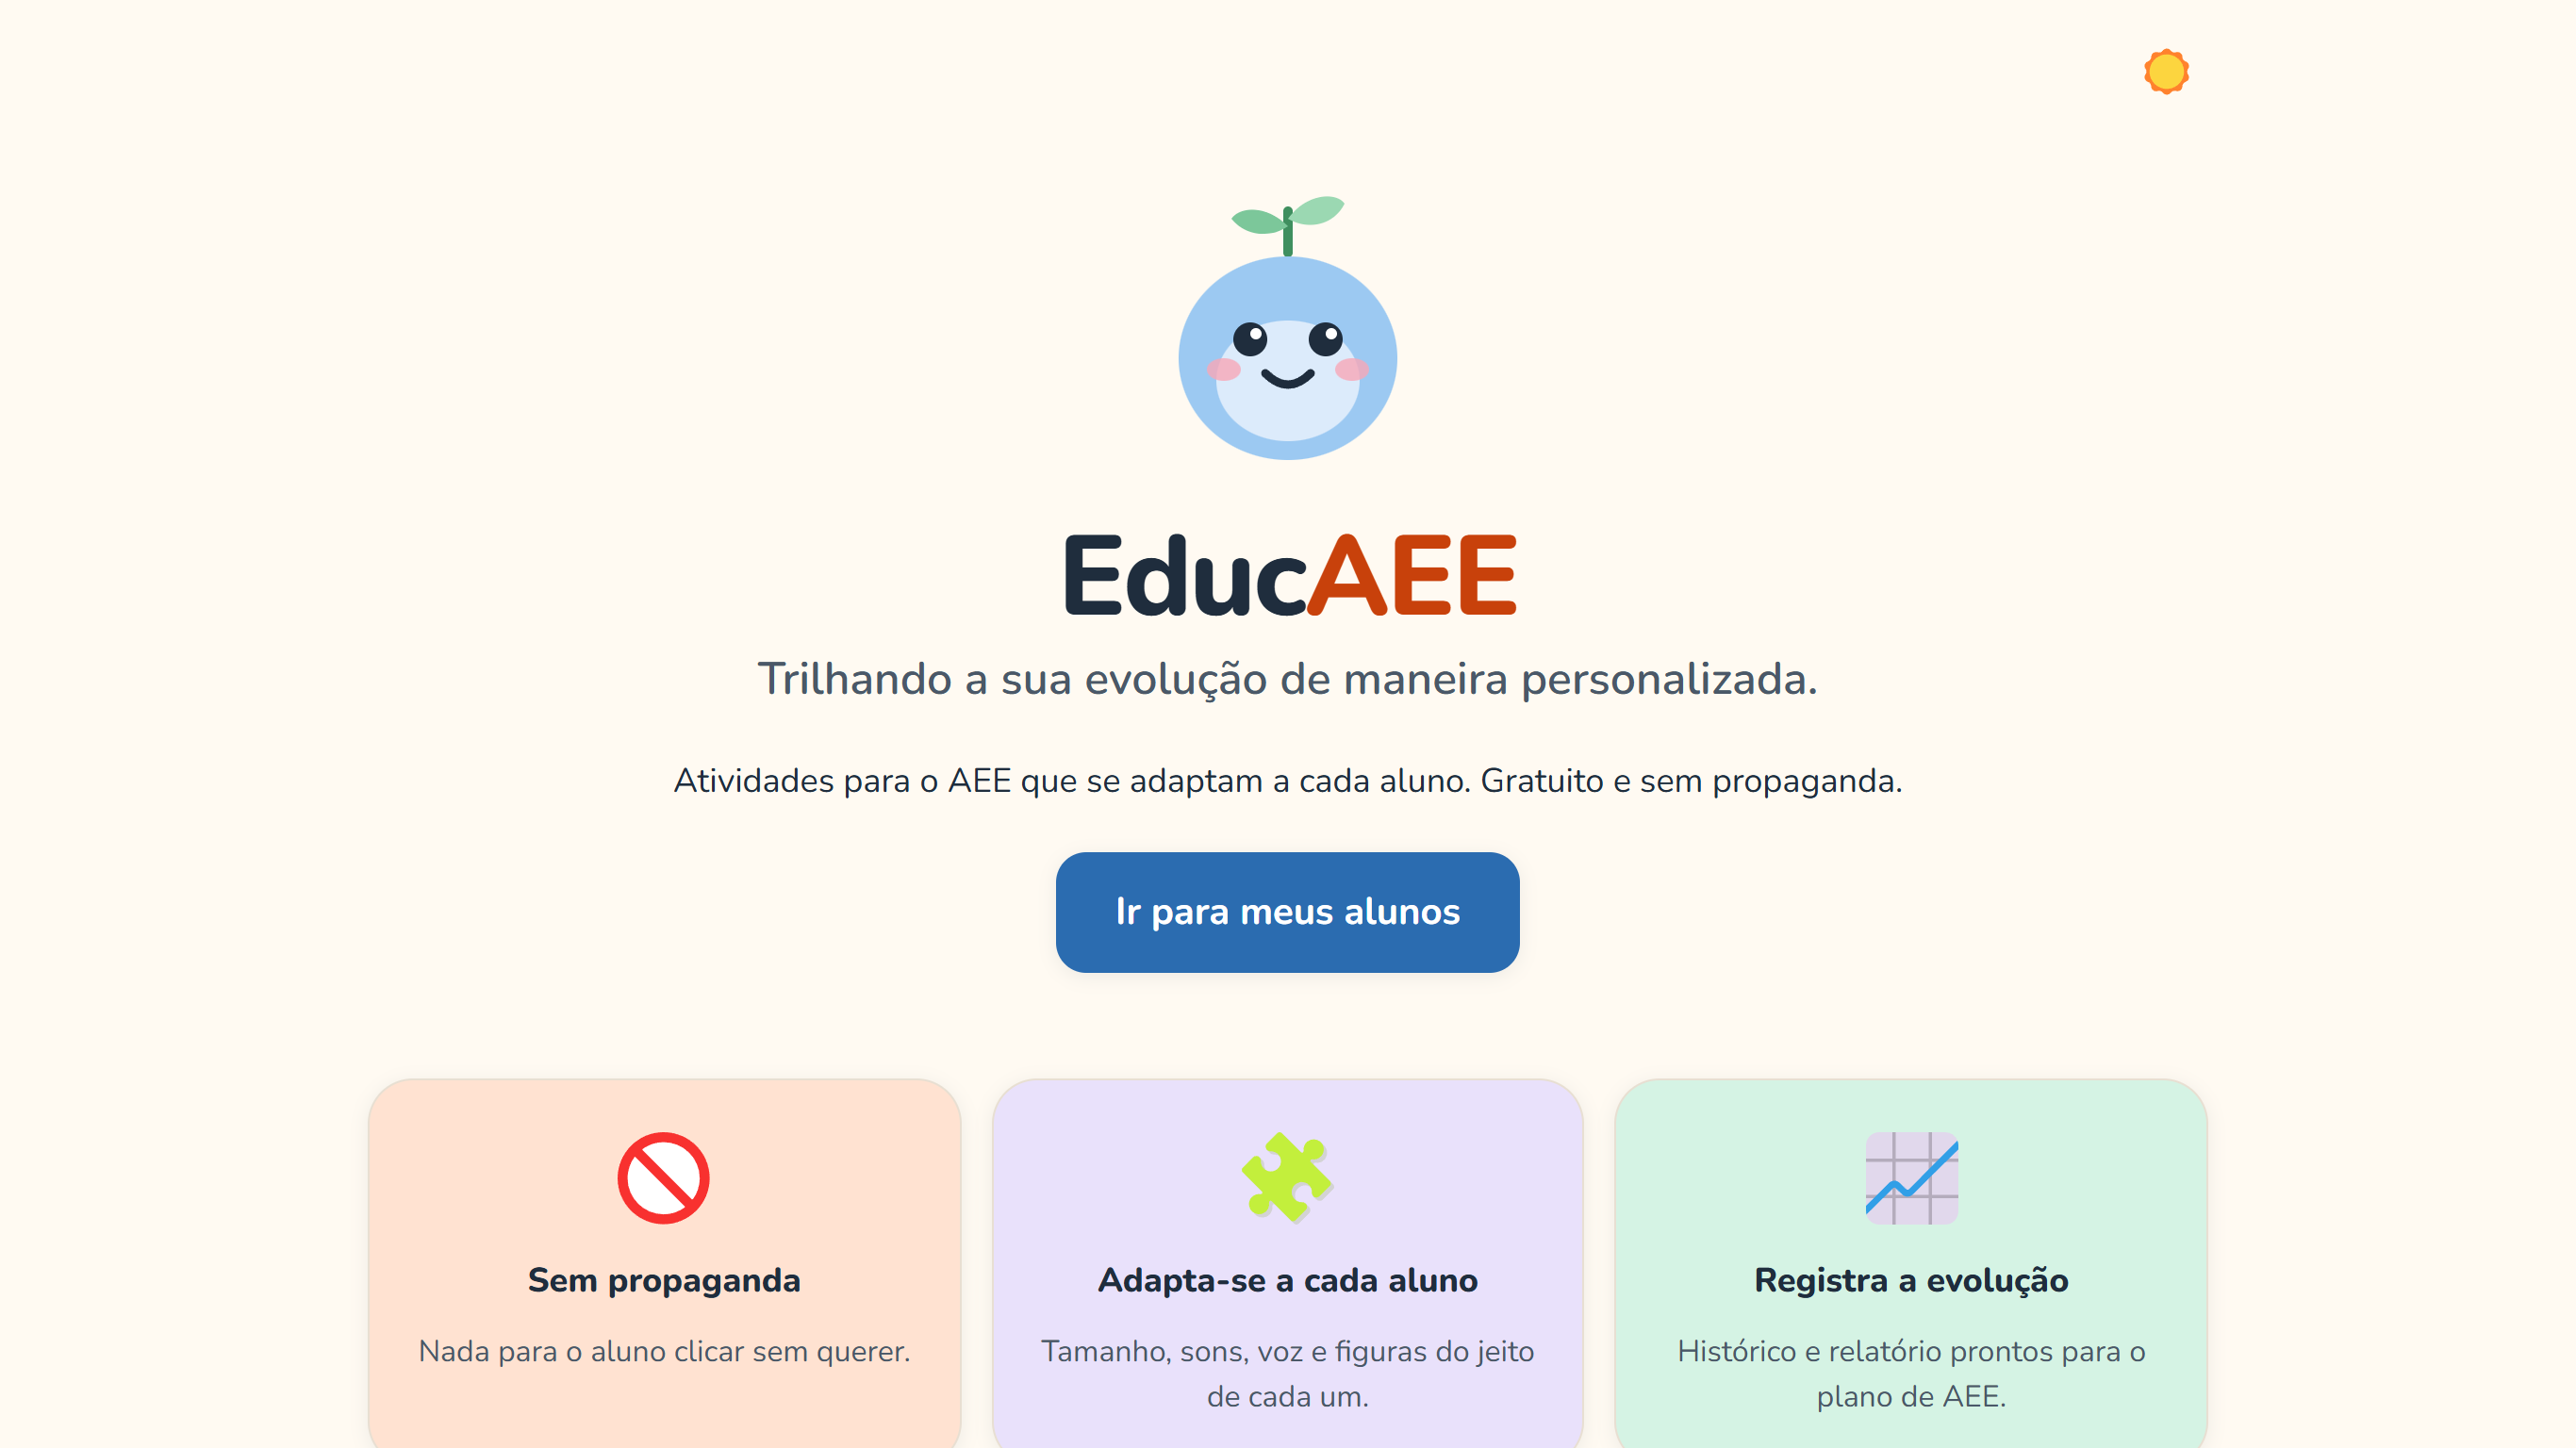 EducAEE
Trilhando a sua evolução de maneira personalizada.
Atividades para o AEE que se adaptam a cada aluno. Gratuito e sem propaganda.
Ir para meus alunos
Sem propaganda
Nada para o aluno clicar sem querer.
Adapta-se a cada aluno
Tamanho, sons, voz e figuras do jeito
de cada um.
Registra a evolução
Histórico e relatório prontos para o
plano de AEE.